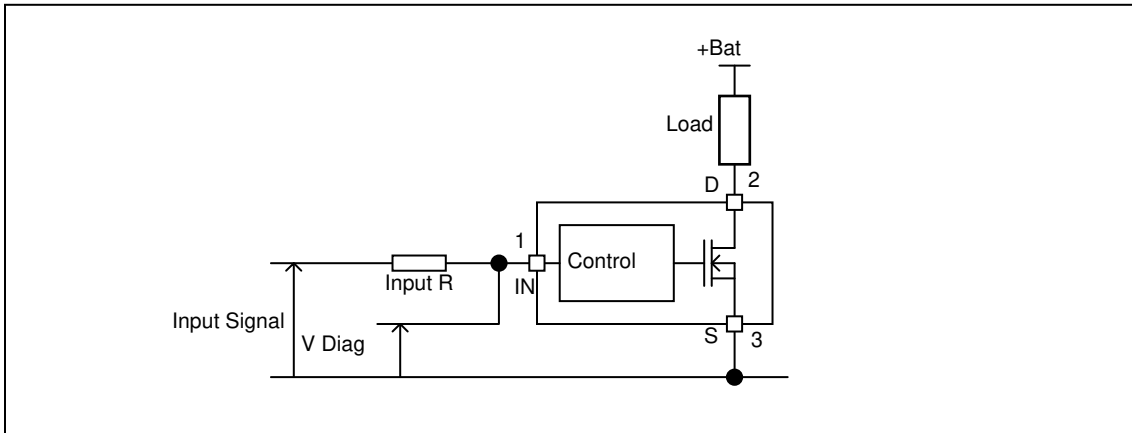 +Bat
Load
D
2
1
Control
Input R
IN
Input Signal
V Diag
S
3